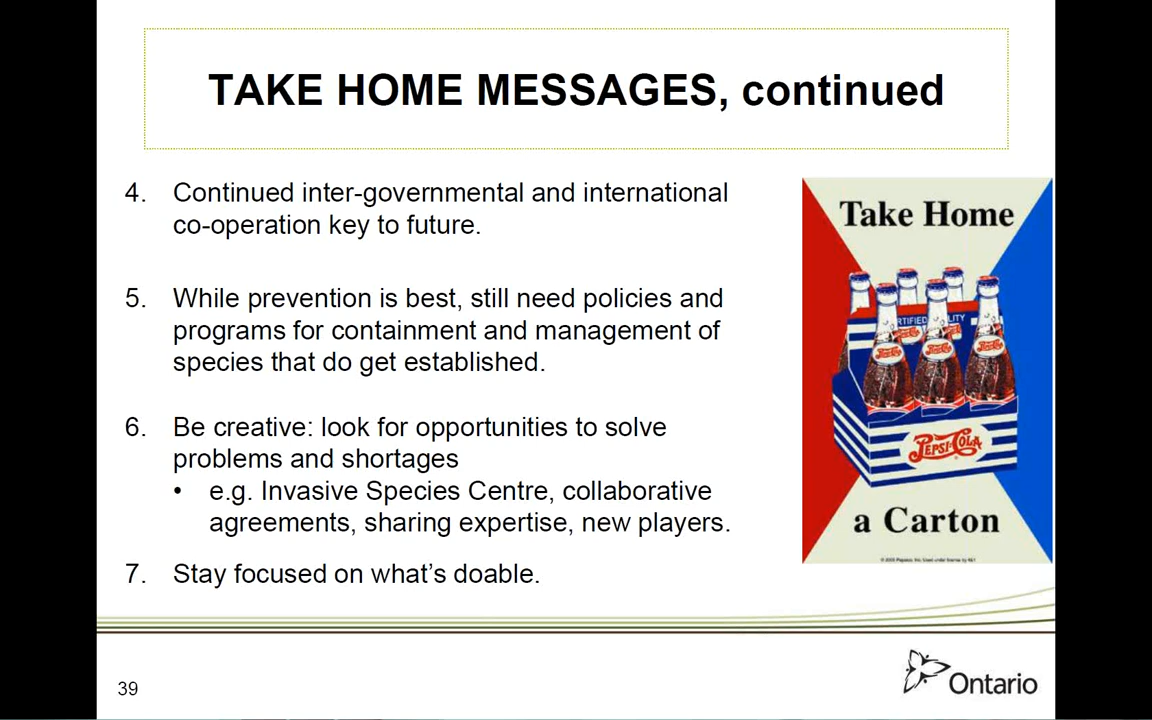 TAKE HOME MESSAGES, continued
4. Continued inter-governmental and international
co-operation key to future.
5. While prevention is best, still need policies and
programs for containment and management of
species that do get established.
6. Be creative: look for opportunities to solve
problems and shortages
• e.g. Invasive Species Centre, collaborative
agreements, sharing expertise, new players.
7. Stay focused on what’s doable.
Take Home
PEPSI-COLA
a Carton
39
Ontario